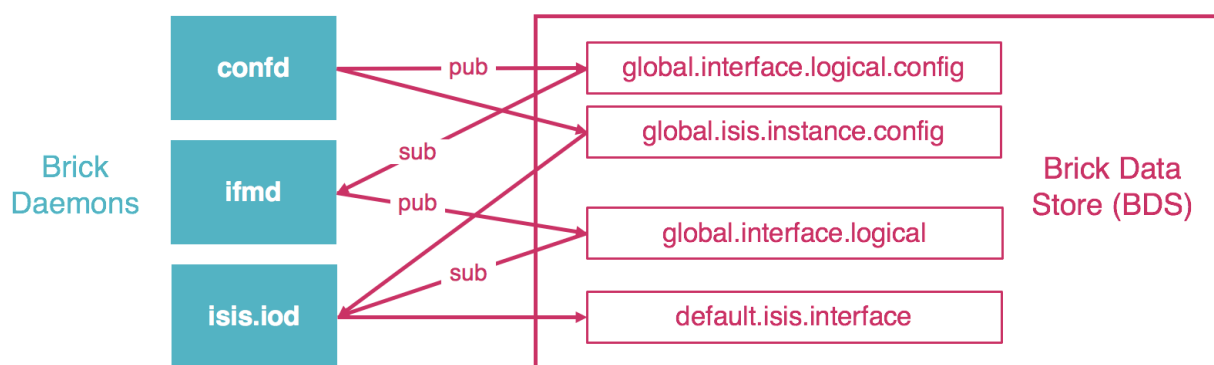 confd
pub
global.interface.logical.config
global.isis.instance.config
sub
Brick
Daemons
ifmd
pub
Brick Data
Store (BDS)
global.interface.logical
sub
isis.iod
default.isis.interface